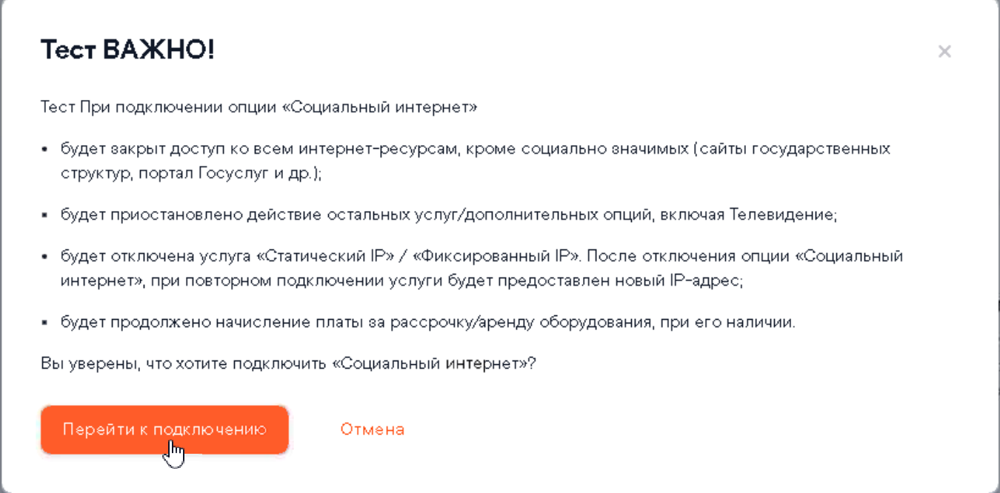 Тест ВАЖНО!
Тест При подключении опции «Социальный интернет»
• будет закрыт доступ ко всем интернет-ресурсам, кроме социально значимых (сайты государственных
структур, портал Госуслуг и др.);
• будет приостановлено действие остальных услуг/дополнительных опций, включая Телевидение;
• будет отключена услуга «Статический IP» / «Фиксированный IP». После отключения опции «Социальный
интернет», при повторном подключении услуги будет предоставлен новый IP-адрес;
• будет продолжено начисление платы за рассрочку/аренду оборудования, при его наличии.
Вы уверены, что хотите подключить «Социальный интернет»?
Перейти к подключению Отмена